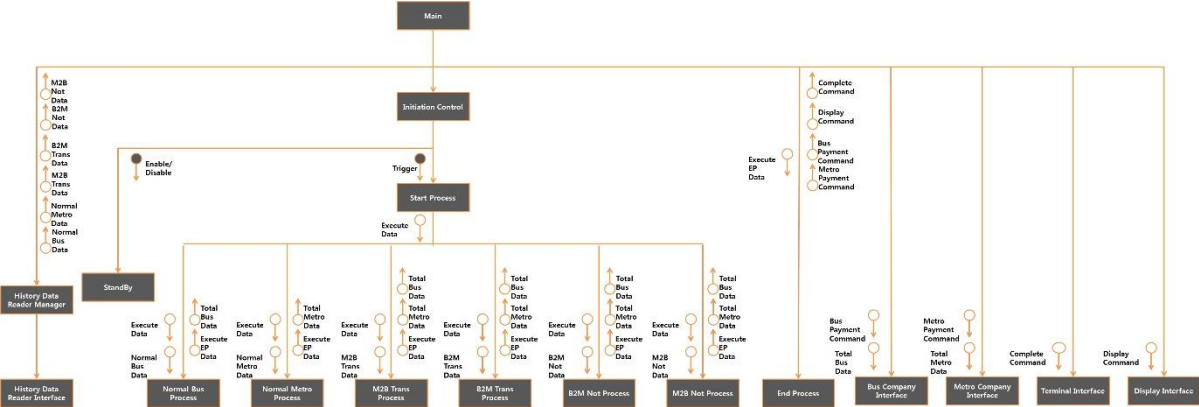 Main
M2B
Not
Data
B2M
Not
Data
B2M
Trans
Data
M2B
Trans
Data
Normal
Metro
Data
Normal
Bus
Data
Initiation Control
Complete
Command
Display
Command
Bus
Payment
Command
Metro
Payment
Command
Execute
EP
Data
Enable/
Disable
Trigger
Start Process
Execute
Data
StandBy
History Data
Reader Manager
Execute
Data
Normal
Bus
Data
Total
Bus
Data
Execute
EP
Data
Execute
Data
Normal
Metro
Data
Total
Metro
Data
Execute
EP
Data
Execute
Data
M2B
Trans
Data
Total
Bus
Data
Total
Metro
Data
Execute
EP
Data
Execute
Data
B2M
Trans
Data
Total
Bus
Data
Total
Metro
Data
Execute
EP
Data
Execute
Data
B2M
Not
Data
Total
Bus
Data
Total
Metro
Data
Execute
EP
Data
Execute
Data
M2B
Not
Data
Total
Bus
Data
Total
Metro
Data
Execute
EP
Data
Bus
Payment
Command
Total
Bus
Data
Metro
Payment
Command
Total
Metro
Data
Complete
Command
Display
Command
History Data
Reader Interface
Normal Bus
Process
Normal Metro
Process
M2B Trans
Process
B2M Trans
Process
B2M Not Process
M2B Not Process
End Process
Bus Company
Interface
Metro Company
Interface
Terminal Interface
Display Interface